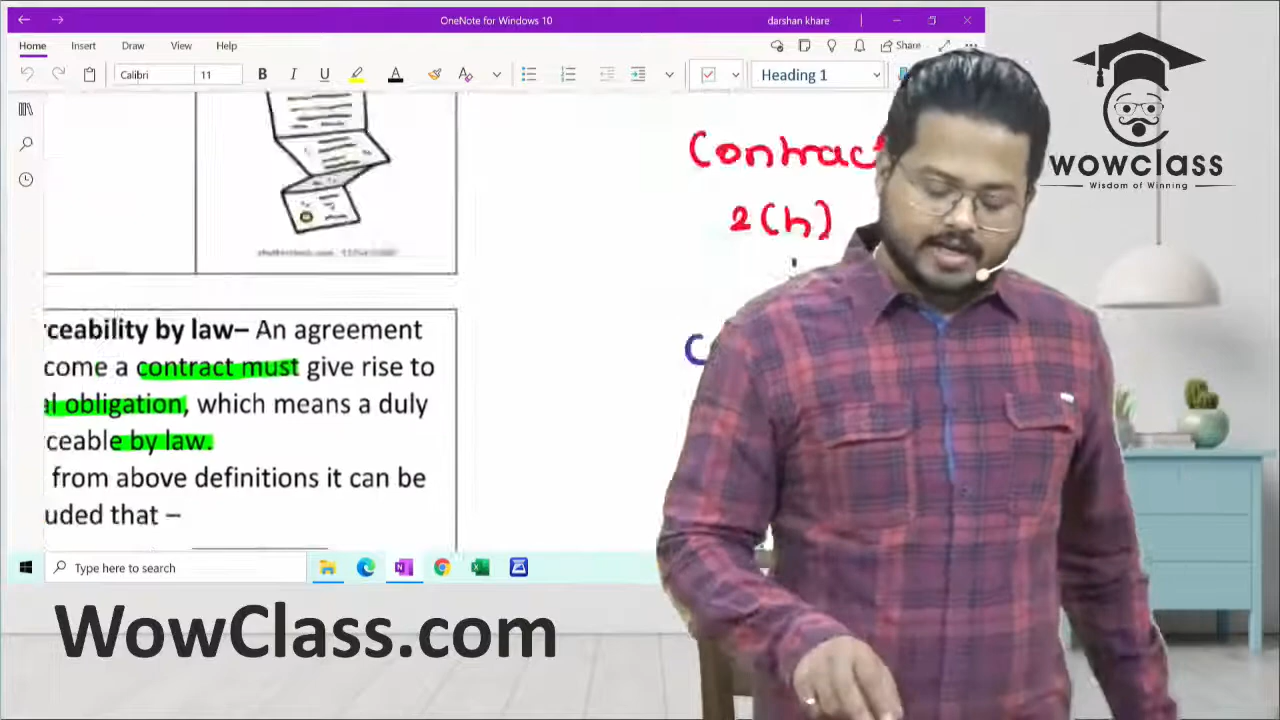 OneNote for Windows 10
darshan khare
Home Insert Draw View Help
Share
Calibri 11 B I U A Heading 1
Contrac
2(h)
C
rceability by law– An agreement
come a contract must give rise to
al obligation, which means a duly
rceable by law.
from above definitions it can be
uded that –
Type here to search
WowClass.com
wowclass
Wisdom of Winning